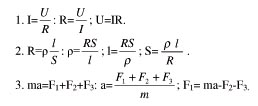 1. I=U/R; R=U/I; U=IR.
2. R=ρ l/S; ρ=RS/l; l=RS/ρ; S=ρ l/R.
3. ma=F₁+F₂+F₃; a=(F₁+F₂+F₃)/m; F₁= ma-F₂-F₃.